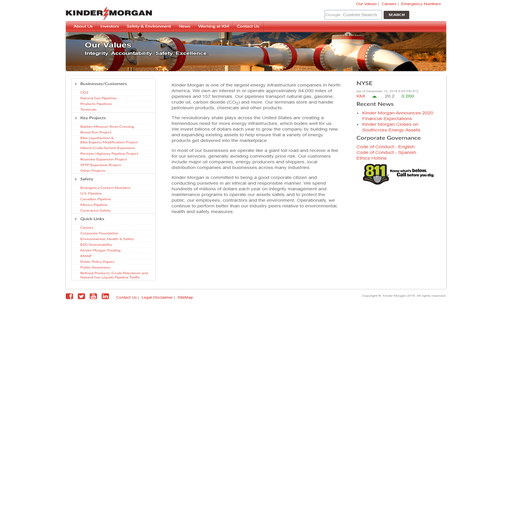 Our Values | Careers | Emergency Numbers
KINDER MORGAN
Google Custom Search
SEARCH
About Us
Investors
Safety & Environment
News
Working at KM
Contact Us
Our Values
Integrity. Accountability. Safety. Excellence.
Businesses/Customers
CO2
Natural Gas Pipelines
Products Pipelines
Terminals
Key Projects
Bakken Missouri River Crossing
Elba Liquefaction &
Elba Express Modification Project
Hiland Crude System Expansion
Permian Highway Pipeline Project
Roanoke Expansion Project
SFPP Expansion Project
Other Projects
Safety
Emergency Contact Numbers
U.S. Pipeline
Canadian Pipeline
Mexico Pipeline
Contractor Safety
Quick Links
Careers
Corporate Foundation
Environmental, Health & Safety
ESG/Sustainability
Kinder Morgan Trading
KMAP
Public Policy Papers
Public Awareness
Refined Products (Crude Petroleum and
Natural Gas Liquids Pipeline Tariffs
Kinder Morgan is one of the largest energy infrastructure companies in North
America. We own an interest in or operate approximately 84,000 miles of
pipelines and 157 terminals. Our pipelines transport natural gas, gasoline,
crude oil, carbon dioxide (CO2) and more. Our terminals store and handle
petroleum products, chemicals and other products.
The revolutionary shale plays across the United States are creating a
tremendous need for more energy infrastructure, which bodes well for us.
We invest billions of dollars each year to grow the company by building new
and expanding existing assets to help ensure that a variety of energy
products get delivered into the marketplace.
In most of our businesses we operate like a giant toll road and receive a fee
for our services, generally avoiding commodity price risk. Our customers
include major oil companies, energy producers and shippers, local
distribution companies and businesses across many industries.
Kinder Morgan is committed to being a good corporate citizen and
conducting ourselves in an ethical and responsible manner. We spend
hundreds of millions of dollars each year on integrity management and
maintenance programs to operate our assets safely and to protect the
public, our employees, contractors and the environment. Operationally, we
continue to perform better than our industry peers relative to environmental,
health and safety measures.
NYSE
KMI 20.2 0.060
Recent News
Kinder Morgan Announces 2020
Financial Expectations
Kinder Morgan Closes on
Southcross Energy Assets
Corporate Governance
Code of Conduct - English
Code of Conduct - Spanish
Ethics Hotline
811
Know what's below.
Call before you dig.
Contact Us | Legal Disclaimer | SiteMap
Copyright © Kinder Morgan 2019. All rights reserved.